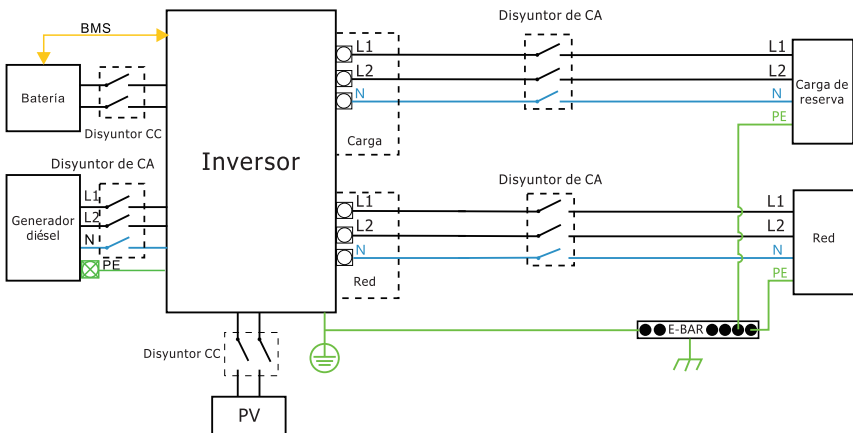 Disyuntor de CA
BMS
L1
L2
N
Carga
L1
L2
N
PE
Carga de
reserva
Batería
Disyuntor CC
Inversor
Disyuntor de CA
L1
L2
N
PE
Generador
diésel
Disyuntor de CA
L1
L2
N
Red
L1
L2
N
PE
Red
E-BAR
Disyuntor CC
PV